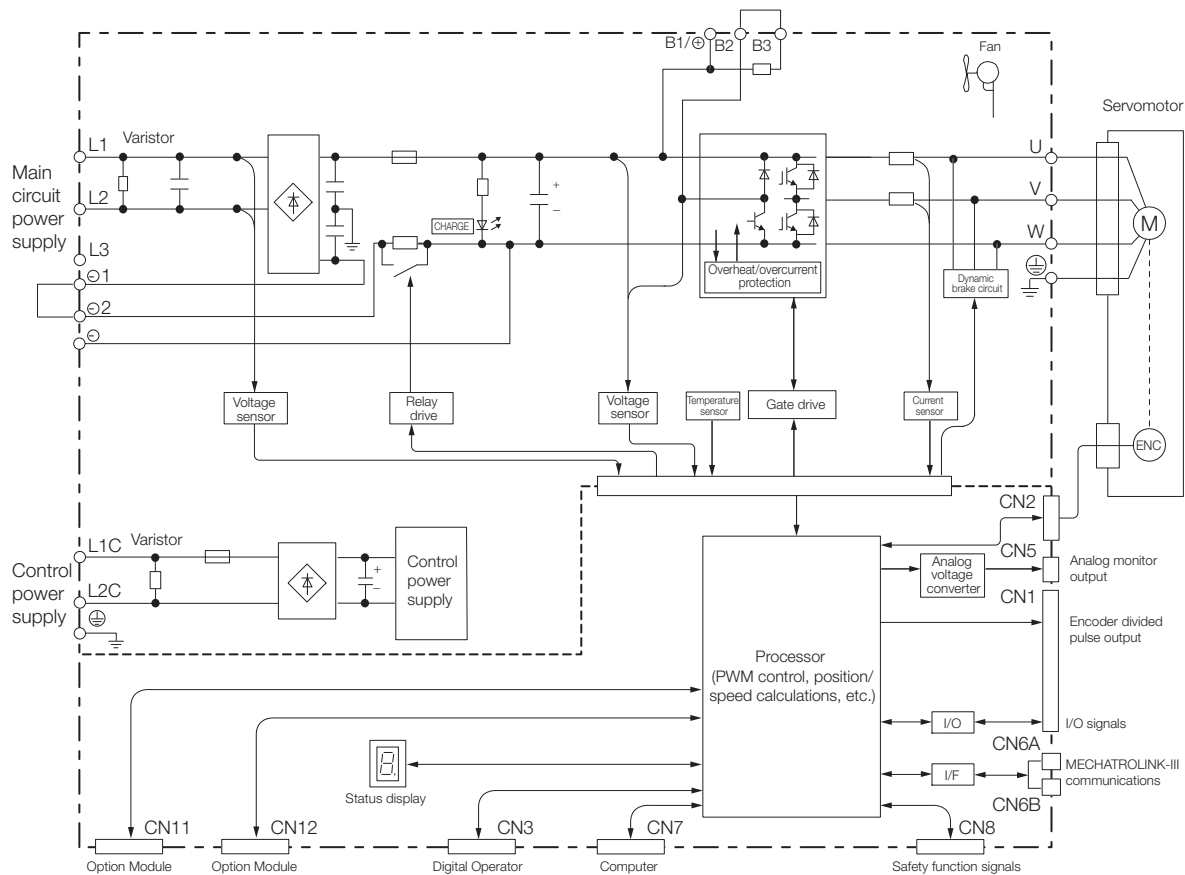 B1/⊕ B2 B3
Fan
Servomotor
Varistor
L1
Main
circuit
power
supply
L2
L3
⊖1
⊖2
⊖
CHARGE
+
−
U
V
W
M
Overheat/overcurrent
protection
Dynamic
brake circuit
Voltage
sensor
Relay
drive
Voltage
sensor
Temperature
sensor
Gate drive
Current
sensor
ENC
L1C
Varistor
Control
power
supply
L2C
+
−
Control
power
supply
CN2
CN5
Analog
voltage
converter
Analog monitor
output
CN1
Encoder divided
pulse output
Processor
(PWM control, position/
speed calculations, etc.)
I/O
I/O signals
CN6A
I/F
MECHATROLINK-III
communications
CN6B
8.
Status display
CN11
CN12
CN3
CN7
CN8
Option Module
Option Module
Digital Operator
Computer
Safety function signals